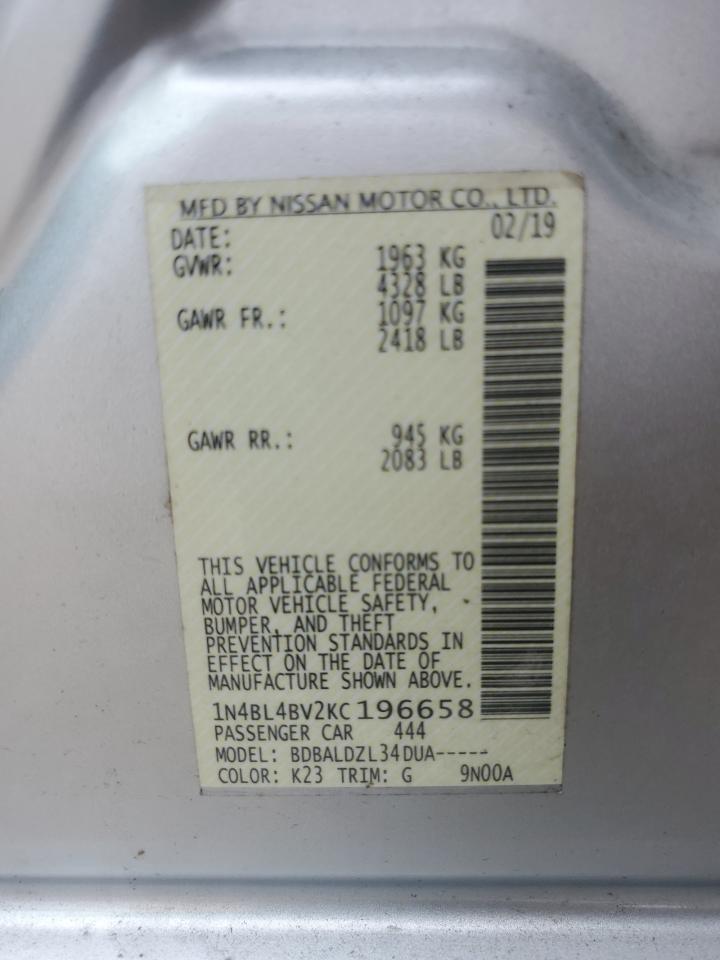 MFD BY NISSAN MOTOR CO., LTD.
DATE: 02/19
GVWR: 1963 KG
4328 LB
GAWR FR.: 1097 KG
2418 LB
GAWR RR.: 945 KG
2083 LB
THIS VEHICLE CONFORMS TO
ALL APPLICABLE FEDERAL
MOTOR VEHICLE SAFETY,
BUMPER, AND THEFT
PREVENTION STANDARDS IN
EFFECT ON THE DATE OF
MANUFACTURE SHOWN ABOVE.
1N4BL4BV2KC196658
PASSENGER CAR 444
MODEL: BDBALDZL34DUA-----
COLOR: K23 TRIM: G 9N00A